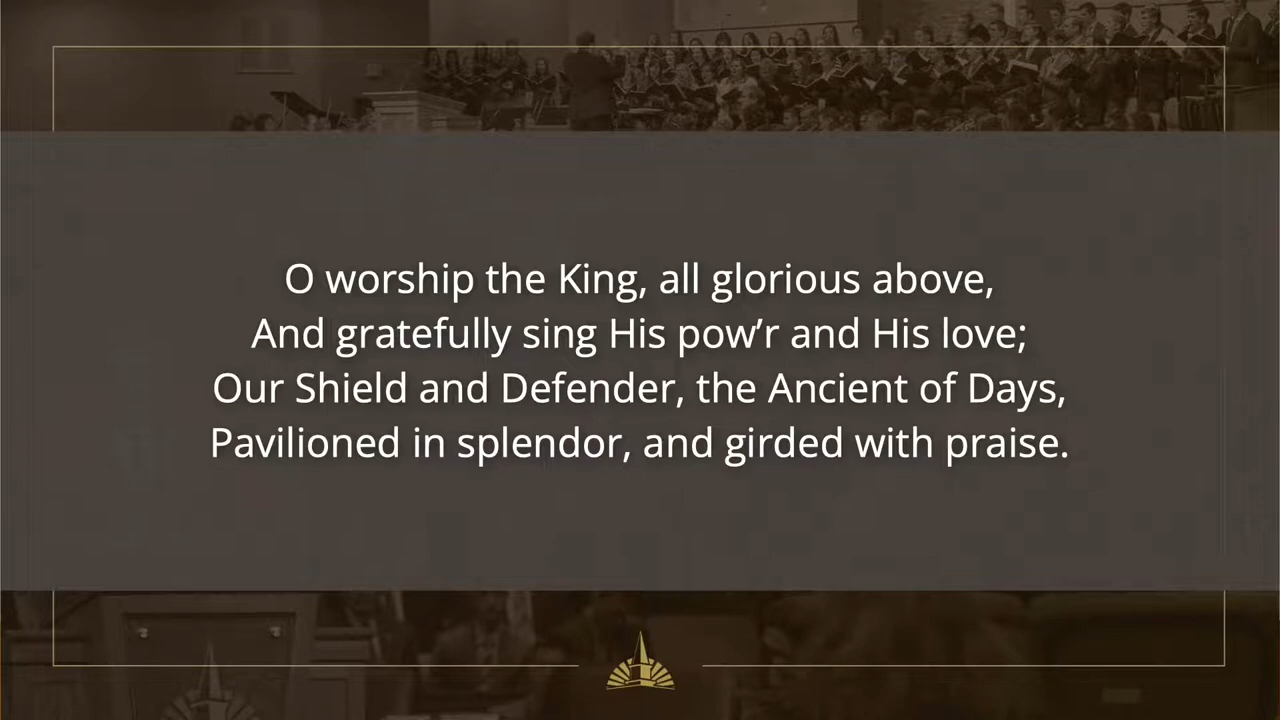 O worship the King, all glorious above,
And gratefully sing His pow’r and His love;
Our Shield and Defender, the Ancient of Days,
Pavilioned in splendor, and girded with praise.